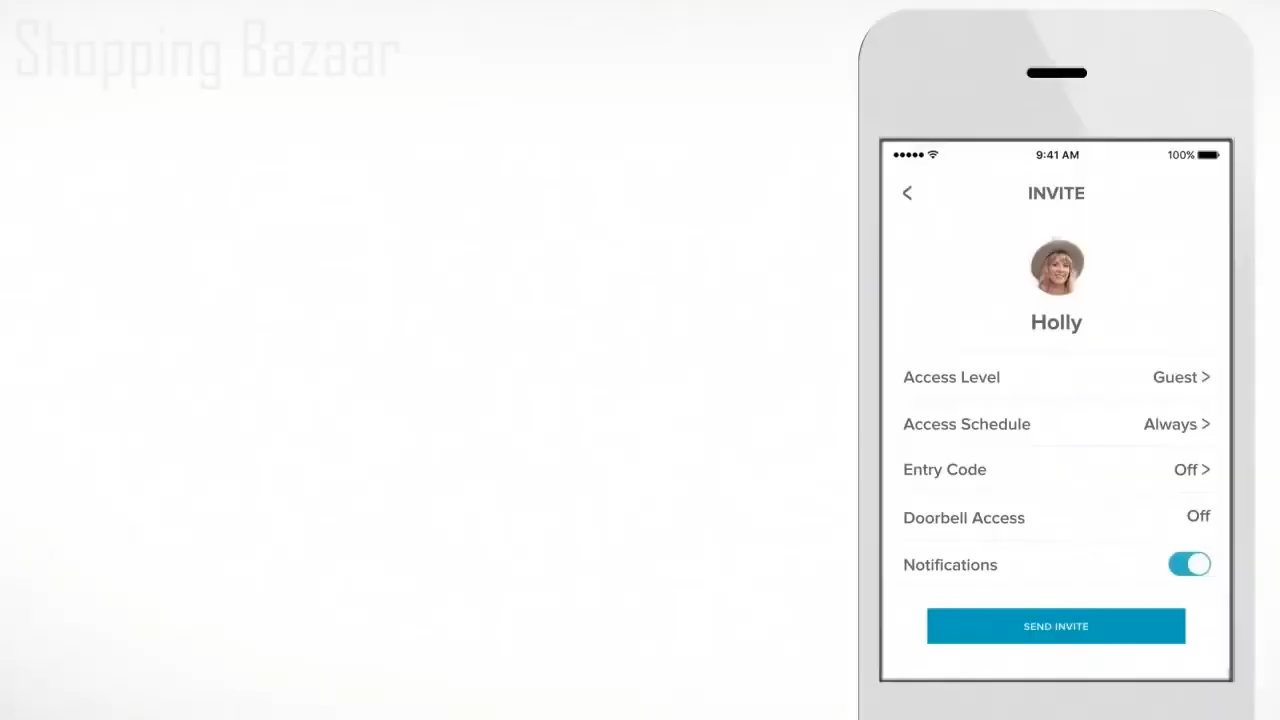 Shopping Bazaar
9:41 AM 100%
INVITE
Holly
Access Level Guest >
Access Schedule Always >
Entry Code Off >
Doorbell Access Off
Notifications
SEND INVITE